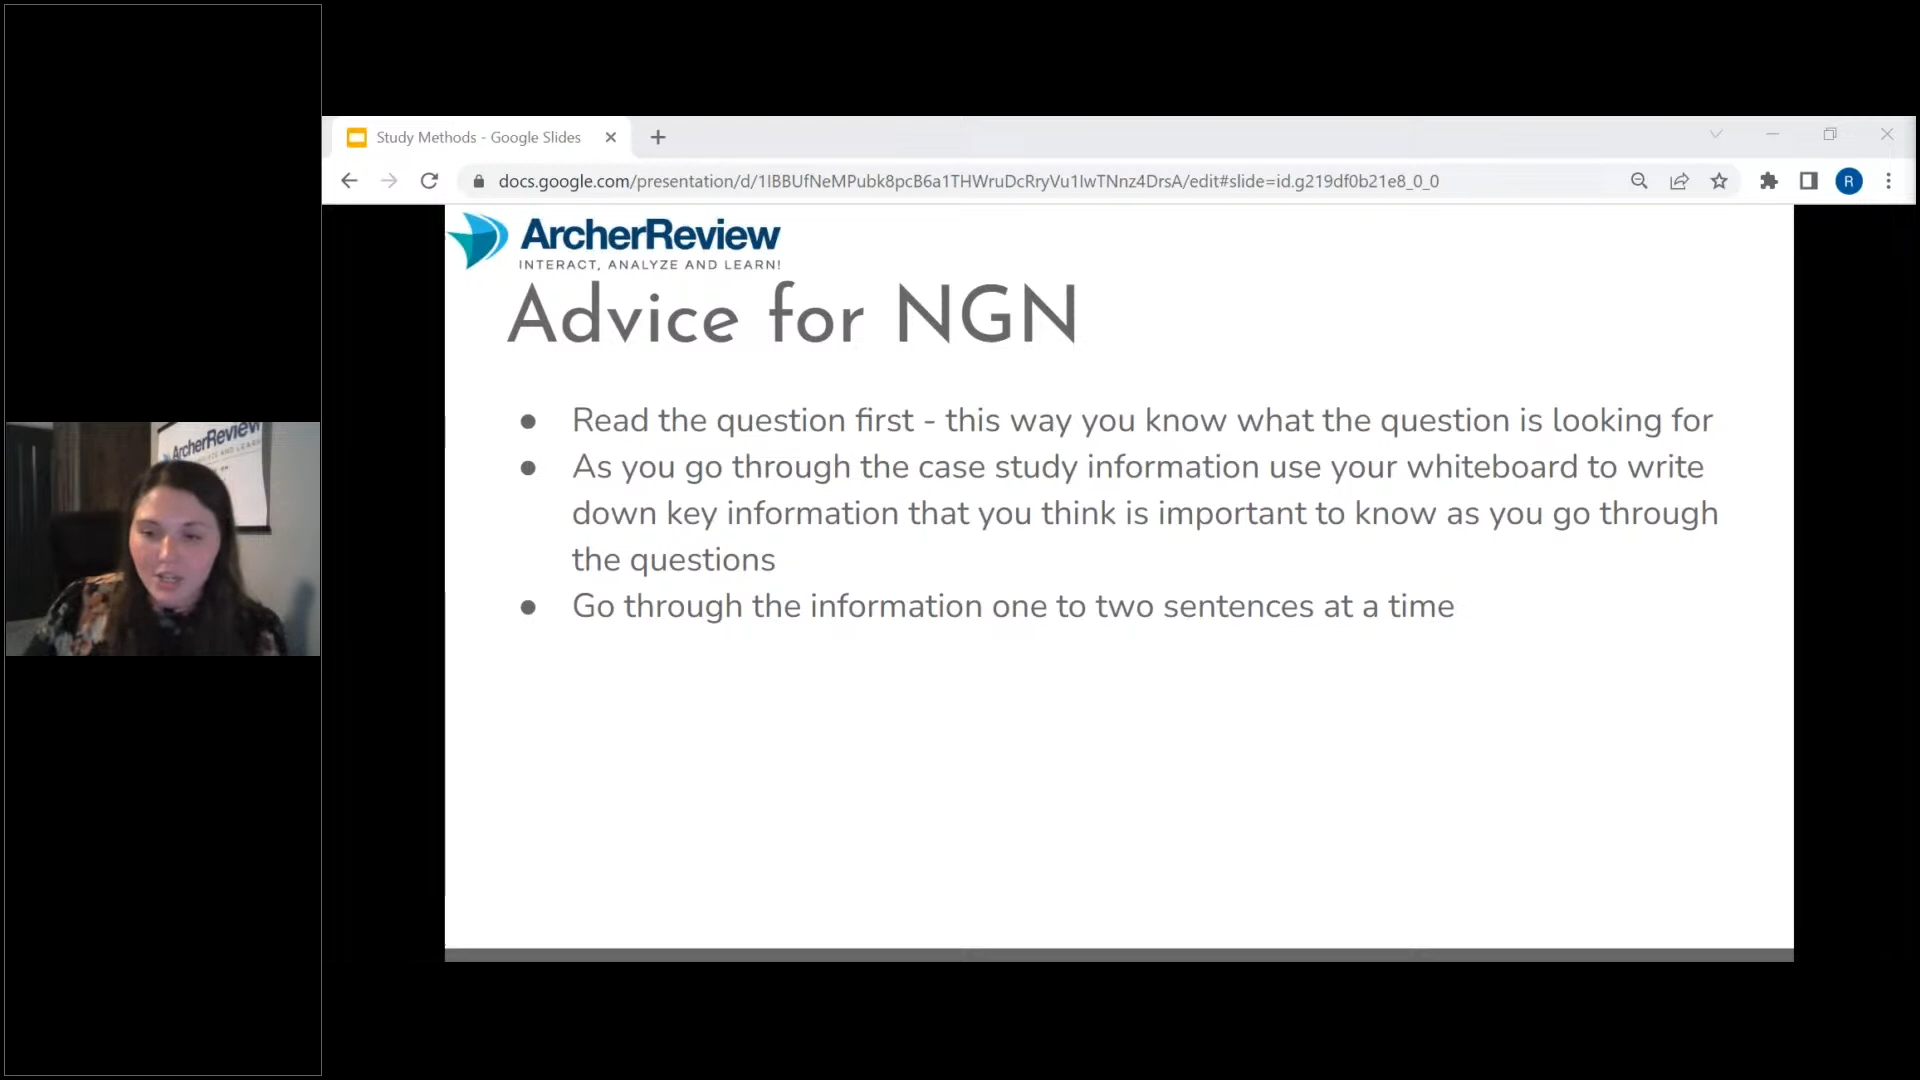 Study Methods - Google Slides
docs.google.com/presentation/d/1IBBUfNeMPubk8pcB6a1THWruDcRryVu1IwTNnz4DrsA/edit#slide=id.g219df0b21e8_0_0
R
ArcherReview
INTERACT, ANALYZE AND LEARN!
Advice for NGN
● Read the question first - this way you know what the question is looking for
● As you go through the case study information use your whiteboard to write
down key information that you think is important to know as you go through
the questions
● Go through the information one to two sentences at a time
ArcherReview